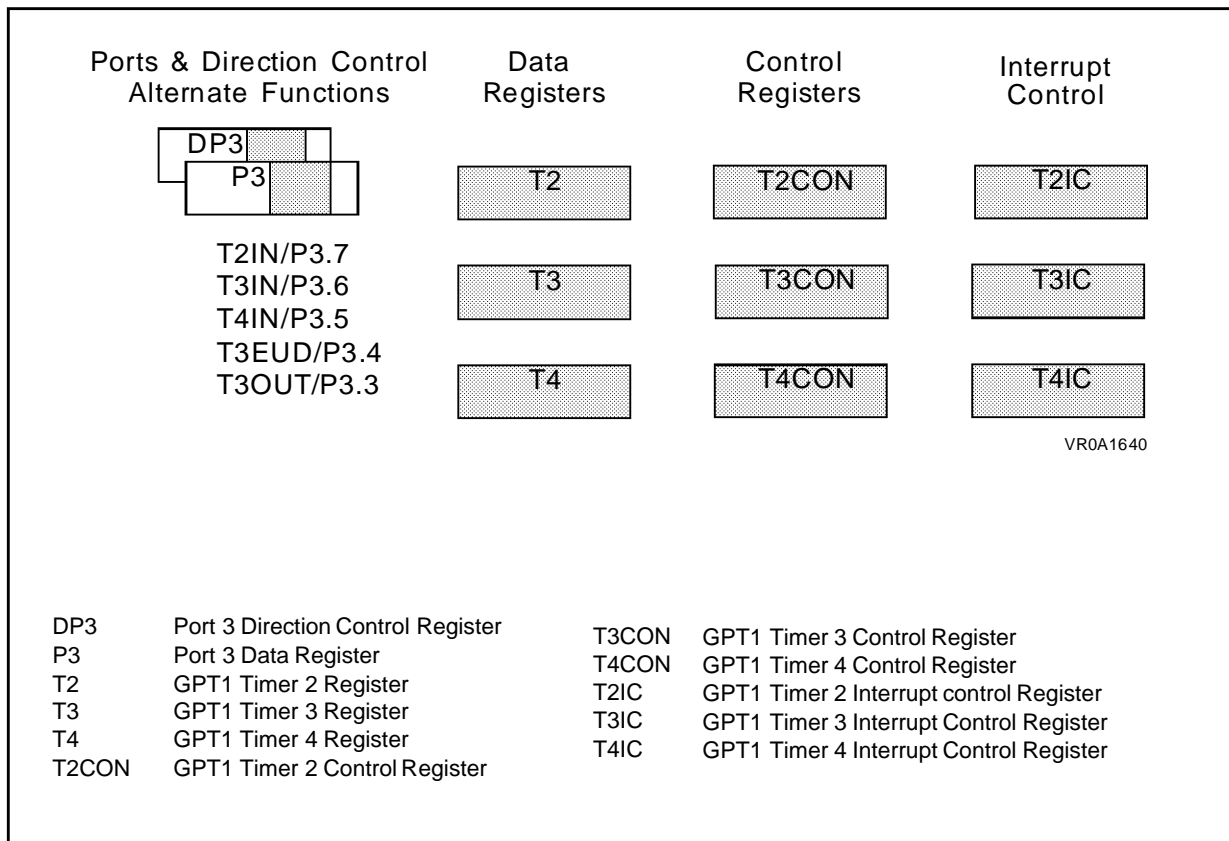 Ports & Direction Control
Alternate Functions
Data
Registers
Control
Registers
Interrupt
Control
DP3
P3
T2
T2CON
T2IC
T2IN/P3.7
T3IN/P3.6
T4IN/P3.5
T3EUD/P3.4
T3OUT/P3.3
T3
T3CON
T3IC
T4
T4CON
T4IC
VR0A1640
DP3 Port 3 Direction Control Register
P3 Port 3 Data Register
T2 GPT1 Timer 2 Register
T3 GPT1 Timer 3 Register
T4 GPT1 Timer 4 Register
T2CON GPT1 Timer 2 Control Register
T3CON GPT1 Timer 3 Control Register
T4CON GPT1 Timer 4 Control Register
T2IC GPT1 Timer 2 Interrupt control Register
T3IC GPT1 Timer 3 Interrupt Control Register
T4IC GPT1 Timer 4 Interrupt Control Register